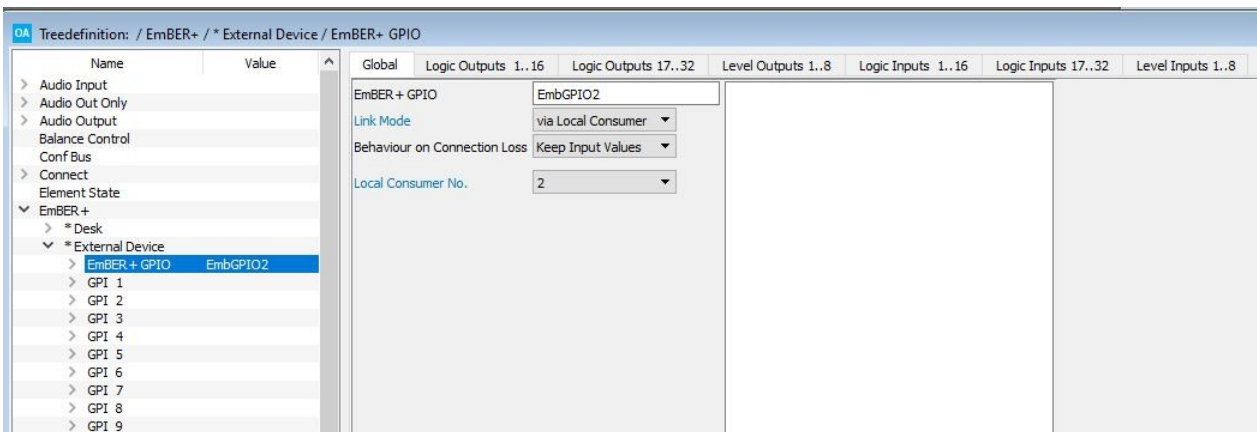 OA Treedefinition: / EmBER+ / * External Device / EmBER+ GPIO
Name Value
Audio Input
Audio Out Only
Audio Output
Balance Control
Conf Bus
Connect
Element State
EmBER+
* Desk
* External Device
EmBER+ GPIO EmbGPIO2
GPI 1
GPI 2
GPI 3
GPI 4
GPI 5
GPI 6
GPI 7
GPI 8
GPI 9
Global Logic Outputs 1..16 Logic Outputs 17..32 Level Outputs 1..8 Logic Inputs 1..16 Logic Inputs 17..32 Level Inputs 1..8
EmBER+ GPIO EmbGPIO2
Link Mode via Local Consumer
Behaviour on Connection Loss Keep Input Values
Local Consumer No. 2